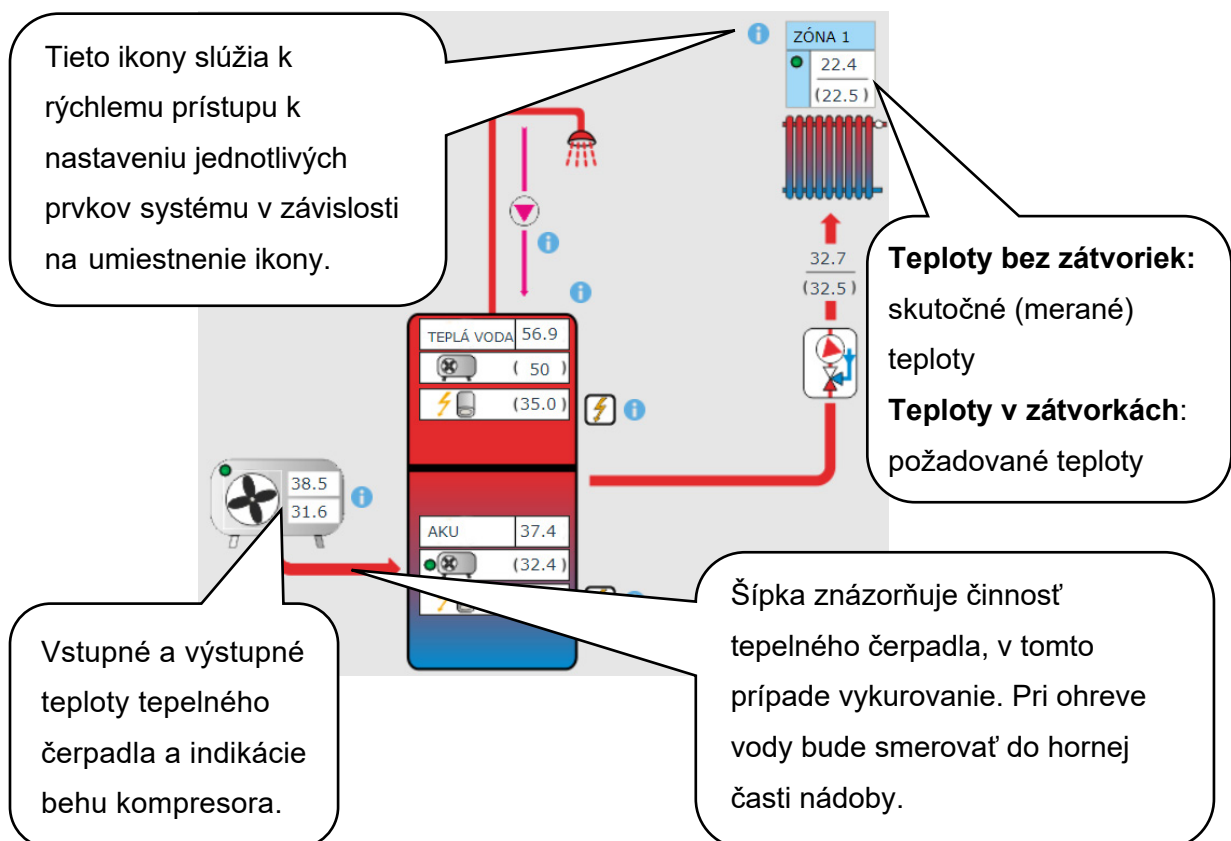 Tieto ikony slúžia k
rýchlemu prístupu k
nastaveniu jednotlivých
prvkov systému v závislosti
na umiestnenie ikony.
ZÓNA 1
22.4
(22.5 )
32.7
(32.5 )
Teploty bez zátvoriek:
skutočné (merané)
teploty
Teploty v zátvorkách:
požadované teploty
TEPLÁ VODA 56.9
( 50 )
(35.0 )
38.5
31.6
AKU 37.4
(32.4 )
Vstupné a výstupné
teploty tepelného
čerpadla a indikácie
behu kompresora.
Šípka znázorňuje činnosť
tepelného čerpadla, v tomto
prípade vykurovanie. Pri ohreve
vody bude smerovať do hornej
časti nádoby.